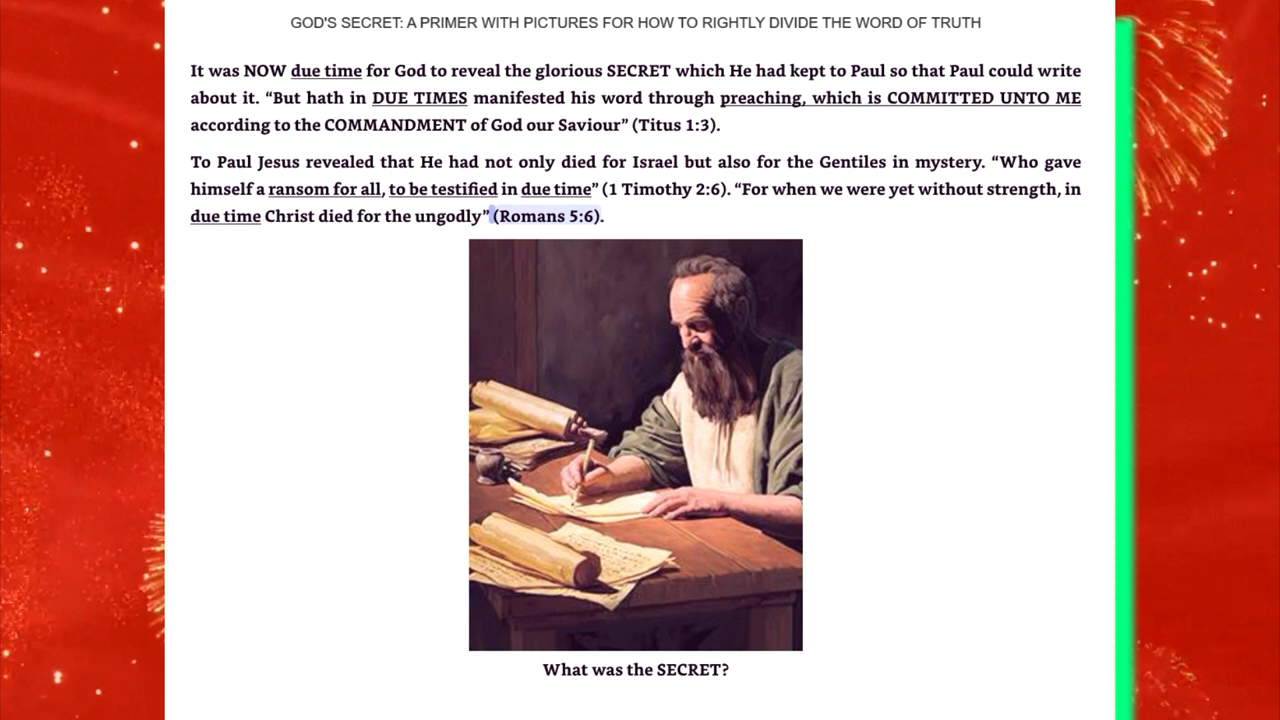 GOD'S SECRET: A PRIMER WITH PICTURES FOR HOW TO RIGHTLY DIVIDE THE WORD OF TRUTH
It was NOW due time for God to reveal the glorious SECRET which He had kept to Paul so that Paul could write
about it. “But hath in DUE TIMES manifested his word through preaching, which is COMMITTED UNTO ME
according to the COMMANDMENT of God our Saviour” (Titus 1:3).
To Paul Jesus revealed that He had not only died for Israel but also for the Gentiles in mystery. “Who gave
himself a ransom for all, to be testified in due time” (1 Timothy 2:6). “For when we were yet without strength, in
due time Christ died for the ungodly” (Romans 5:6).
What was the SECRET?